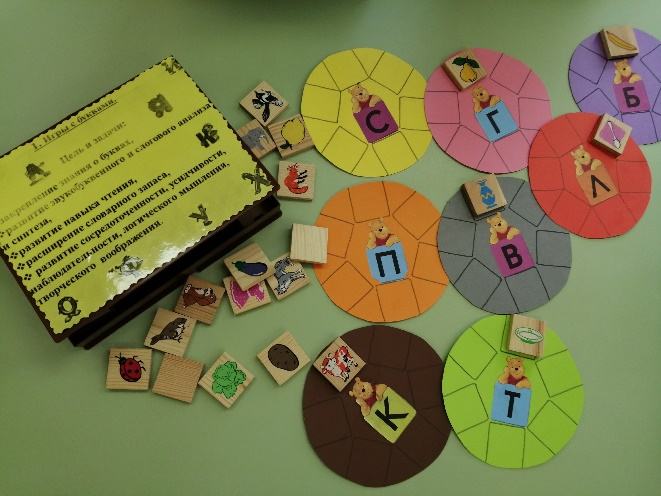 1. Игры с буквами.
Цель и задачи:
закрепление знания о буквах,
развитие звукобуквенного и слогового анализа
и синтеза,
❖развитие навыка чтения,
❖расширение словарного запаса,
❖развитие сосредоточенности, усидчивости,
наблюдательности, логического мышления,
творческого воображения.
С
Г
Б
Л
П
В
К
Т